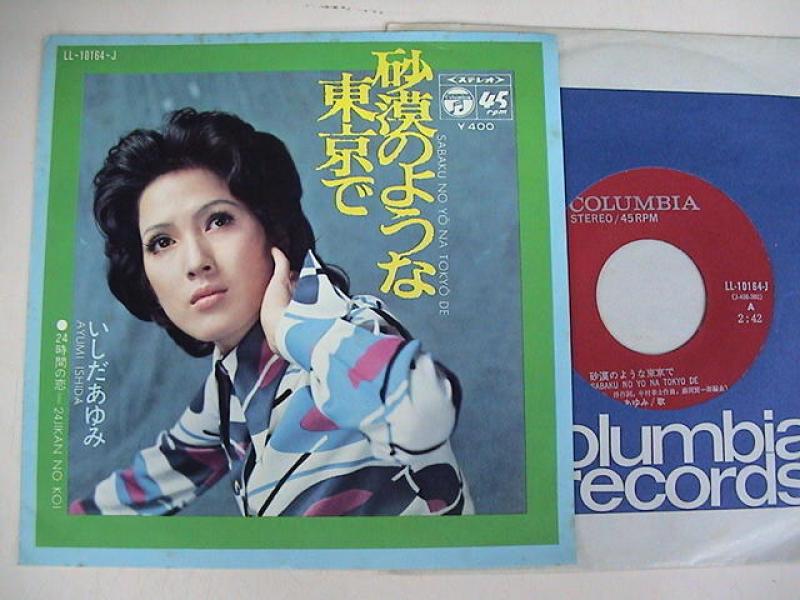 LL-10164-J
砂漠のような
東京で
SABAKU NO YŌ NA TOKYŌ DE
<ステレオ>
Columbia
45
rpm
¥400
いしだあゆみ
AYUMI ISHIDA
●24時間の恋=24JIKAN NO KOI
COLUMBIA
STEREO/45RPM
LL-10164-J
A
2:42
砂漠のような東京で
SABAKU NO YO NA TOKYO DE
あゆみ/歌
olumbia
records